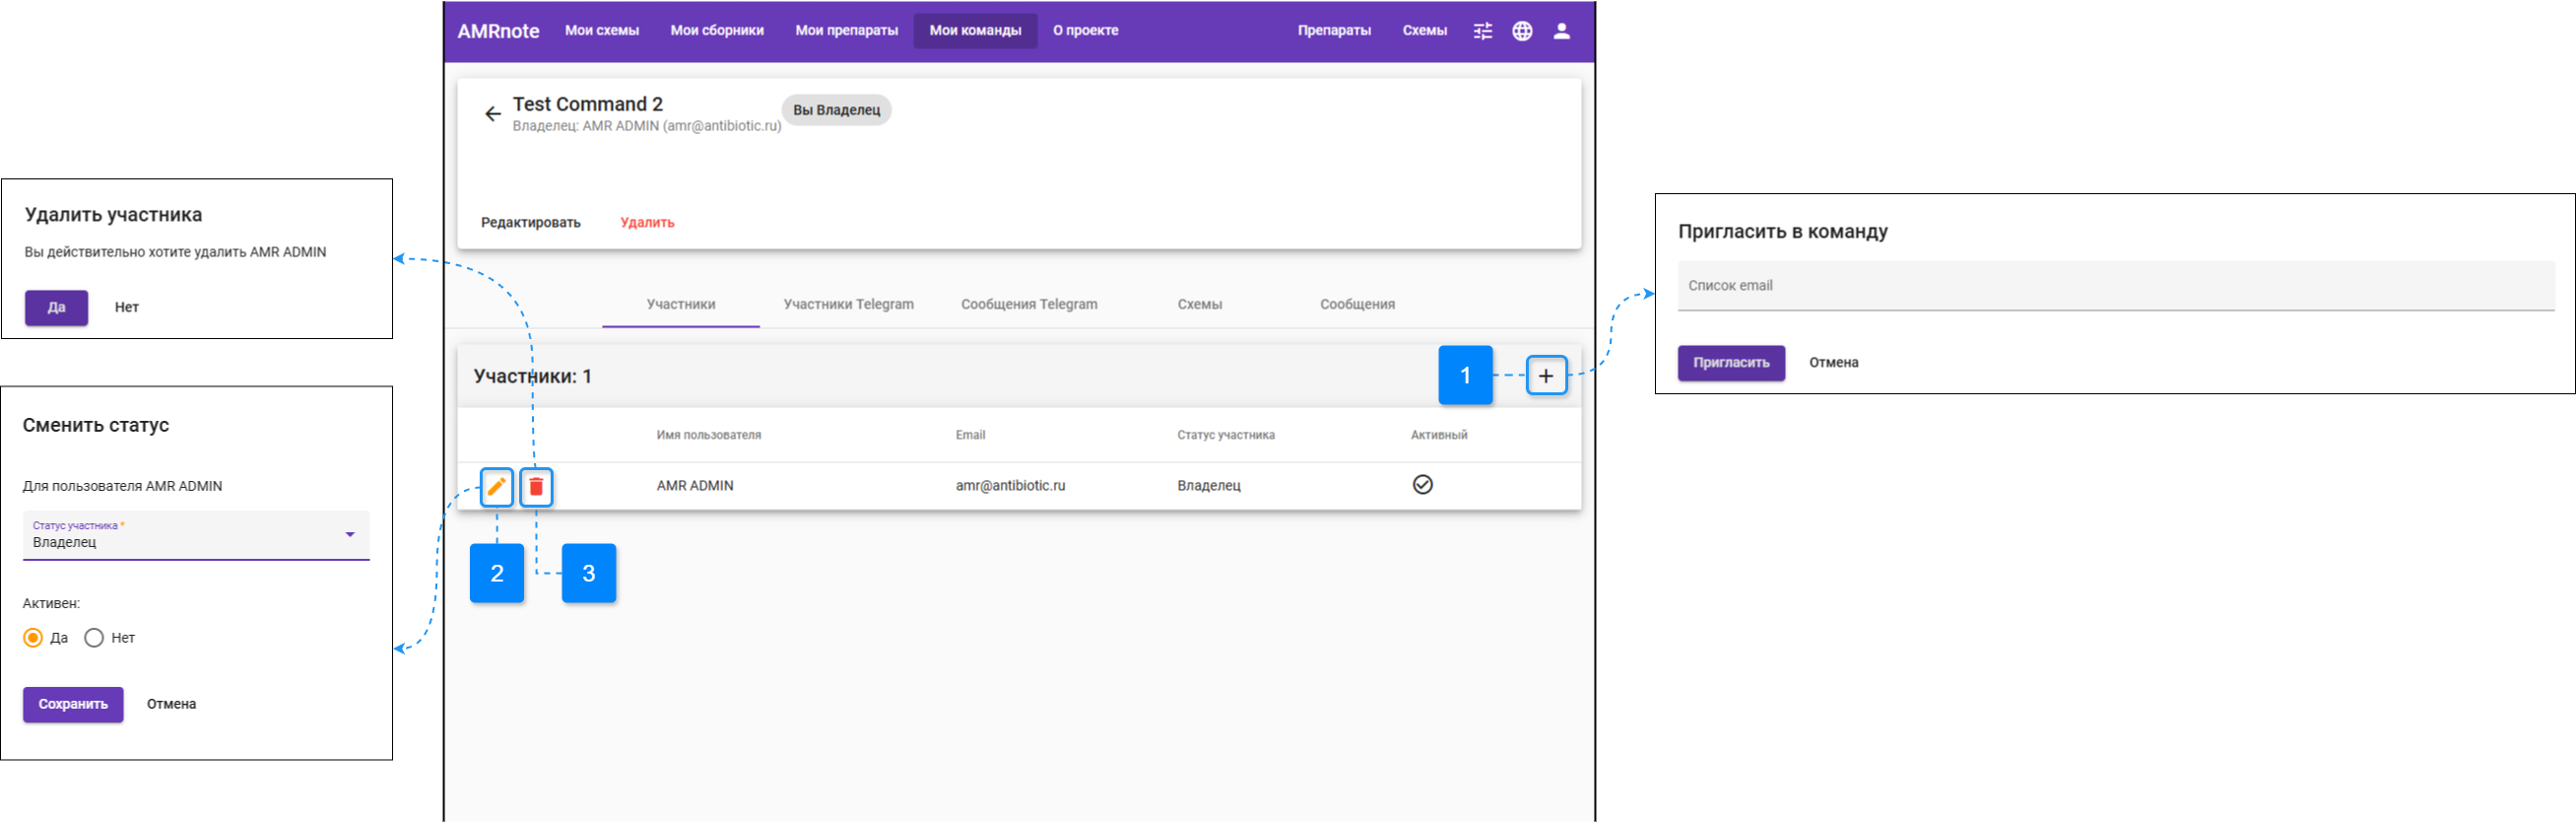 AMRnote Мои схемы Мои сборники Мои препараты Мои команды О проекте Препараты Схемы
Test Command 2
Вы Владелец
Владелец: AMR ADMIN (amr@antibiotic.ru)
Редактировать Удалить
Участники Участники Telegram Сообщения Telegram Схемы Сообщения
Участники: 1
1
Имя пользователя Email Статус участника Активный
AMR ADMIN amr@antibiotic.ru Владелец
2 3
Удалить участника
Вы действительно хотите удалить AMR ADMIN
Да Нет
Сменить статус
Для пользователя AMR ADMIN
Статус участника *
Владелец
Активен:
Да Нет
Сохранить Отмена
Пригласить в команду
Список email
Пригласить Отмена